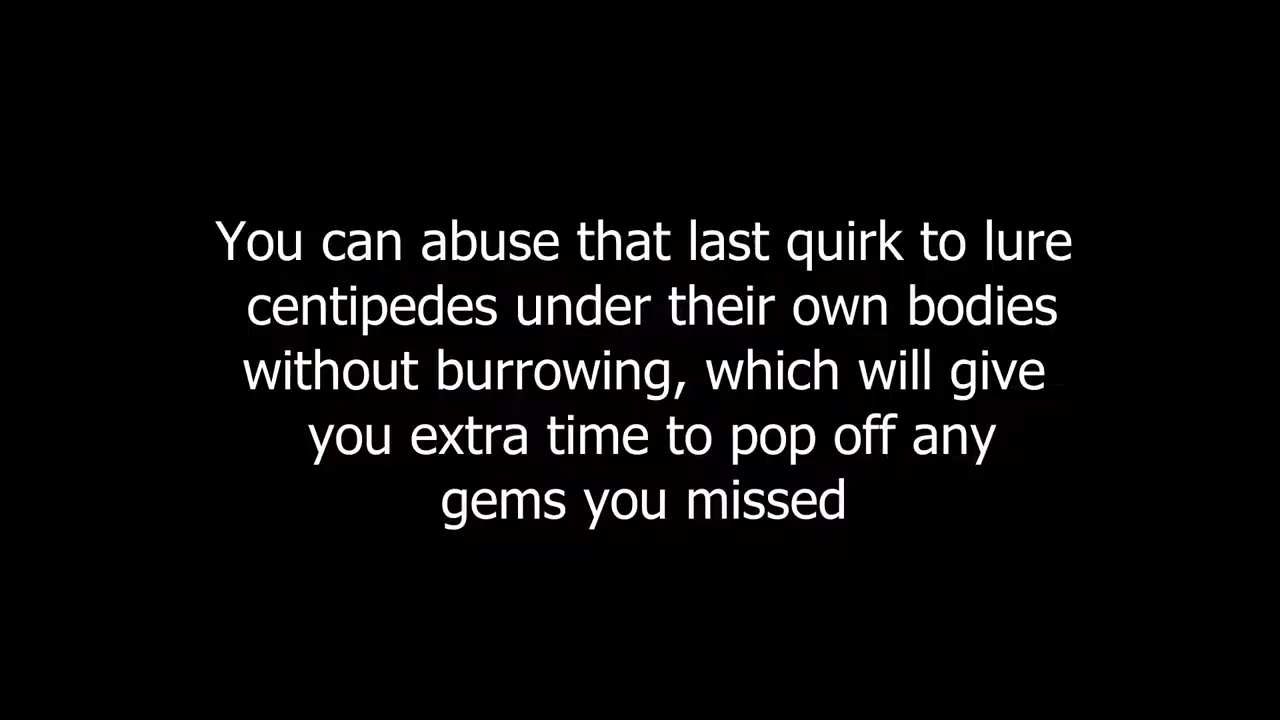 You can abuse that last quirk to lure
centipedes under their own bodies
without burrowing, which will give
you extra time to pop off any
gems you missed